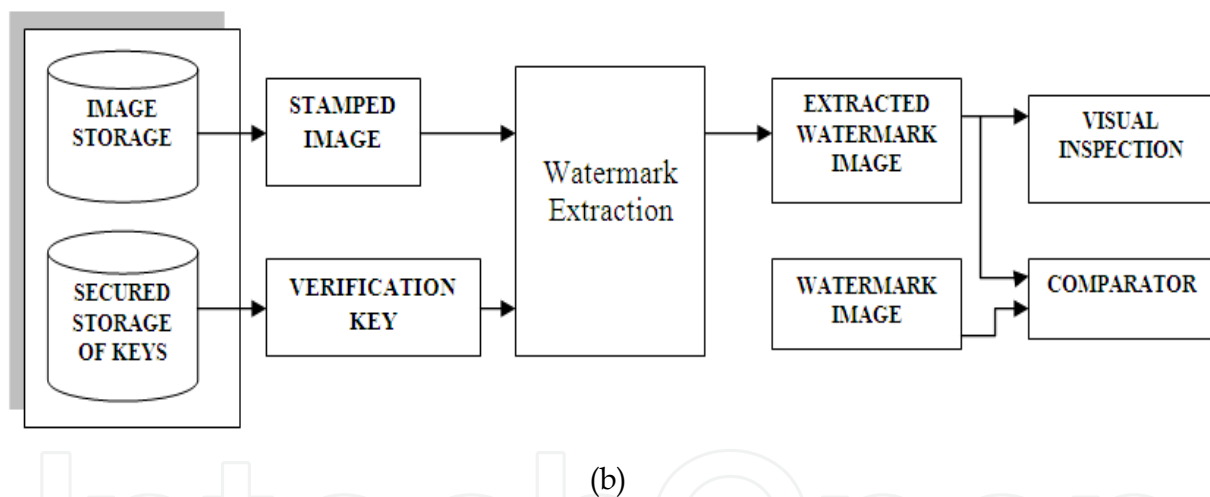 IMAGE
STORAGE
STAMPED
IMAGE
Watermark
Extraction
EXTRACTED
WATERMARK
IMAGE
VISUAL
INSPECTION
SECURED
STORAGE
OF KEYS
VERIFICATION
KEY
WATERMARK
IMAGE
COMPARATOR
(b)